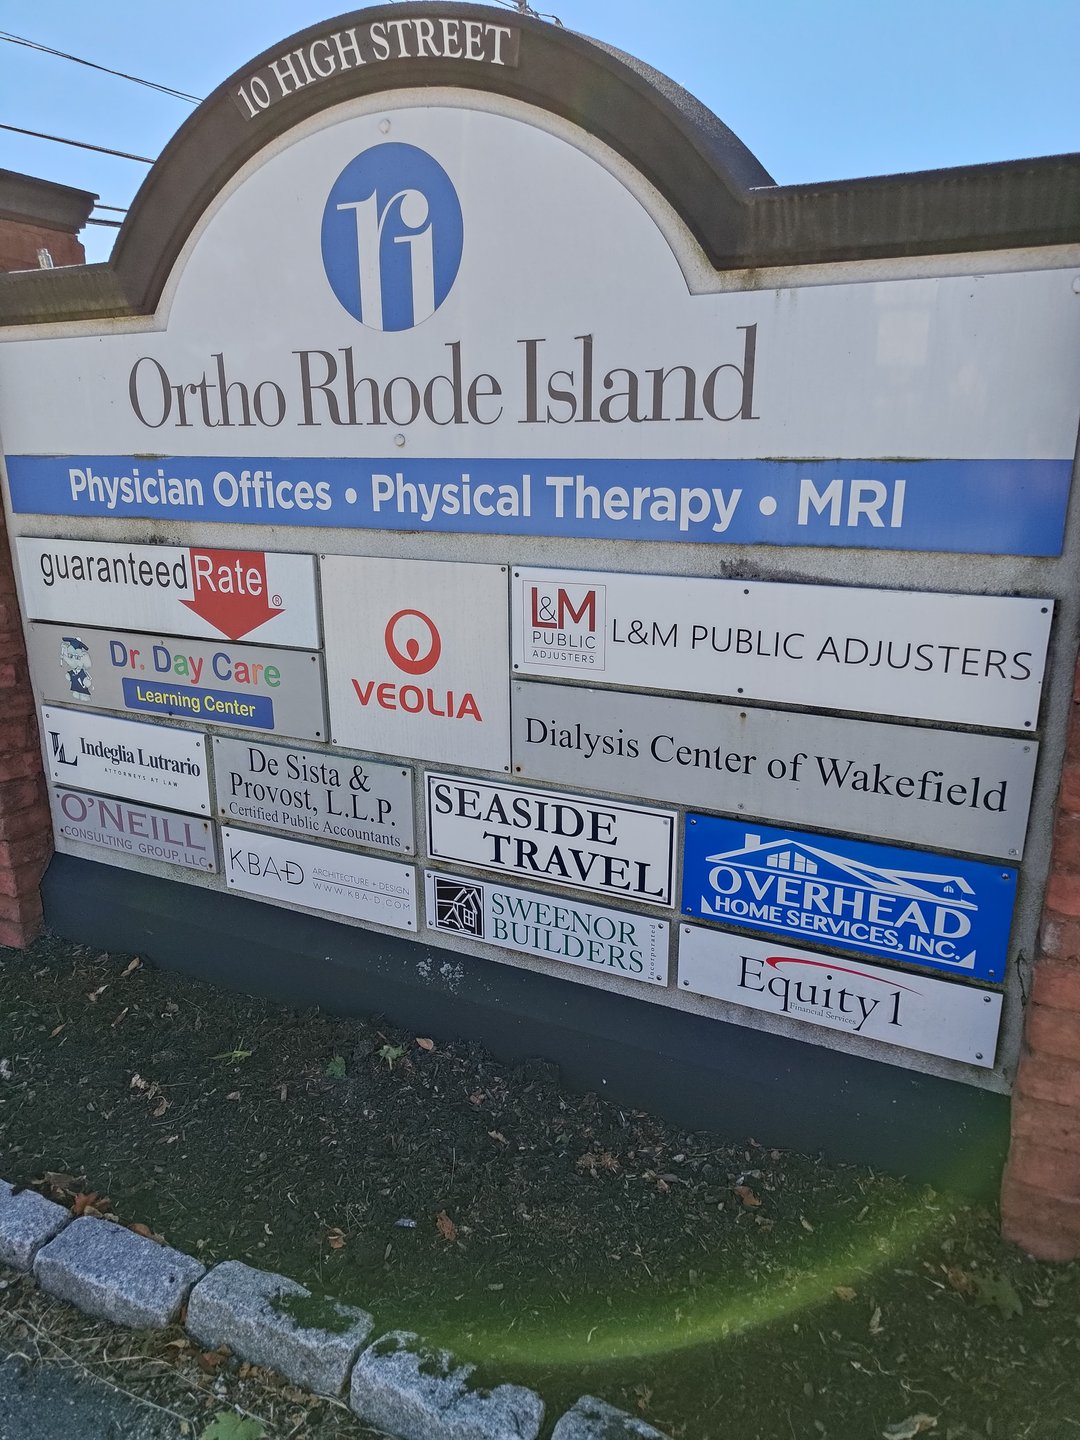 10 HIGH STREET
ri
Ortho Rhode Island
Physician Offices • Physical Therapy • MRI
guaranteed Rate ®
VEOLIA
L&M
PUBLIC
ADJUSTERS
L&M PUBLIC ADJUSTERS
Dr. Day Care
Learning Center
Dialysis Center of Wakefield
IL
Indeglia Lutrario
ATTORNEYS AT LAW
De Sista &
Provost, L.L.P.
Certified Public Accountants
SEASIDE
TRAVEL
OVERHEAD
HOME SERVICES, INC.
O'NEILL
CONSULTING GROUP, LLC
KBA+D
ARCHITECTURE + DESIGN
WWW.KBA-D.COM
SWEENOR
BUILDERS
Incorporated
Equity1
Financial Services